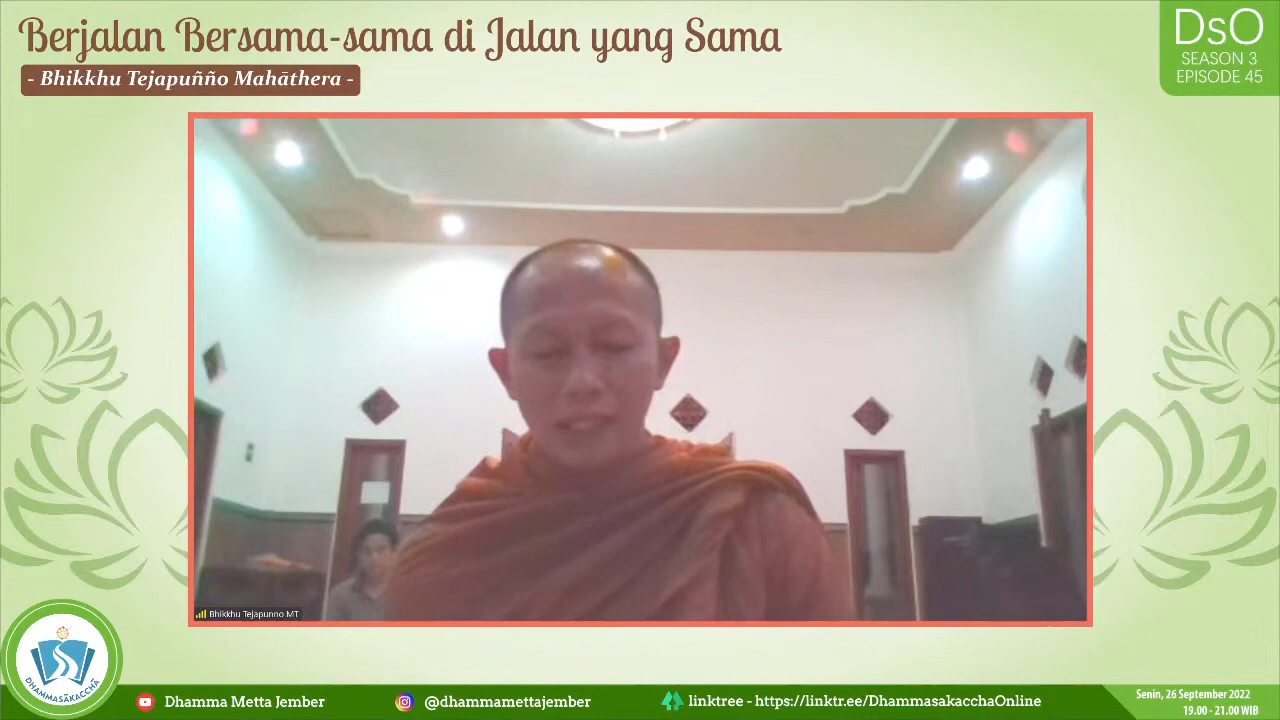 Berjalan Bersama-sama di Jalan yang Sama
- Bhikkhu Tejapuñño Mahāthera -
DsO
SEASON 3
EPISODE 45
Bhikkhu Tejapunno MT
DHAMMASĀKACCHĀ
Dhamma Metta Jember
@dhammamettajember
linktree - https://linktr.ee/DhammasakacchaOnline
Senin, 26 September 2022
19.00 - 21.00 WIB